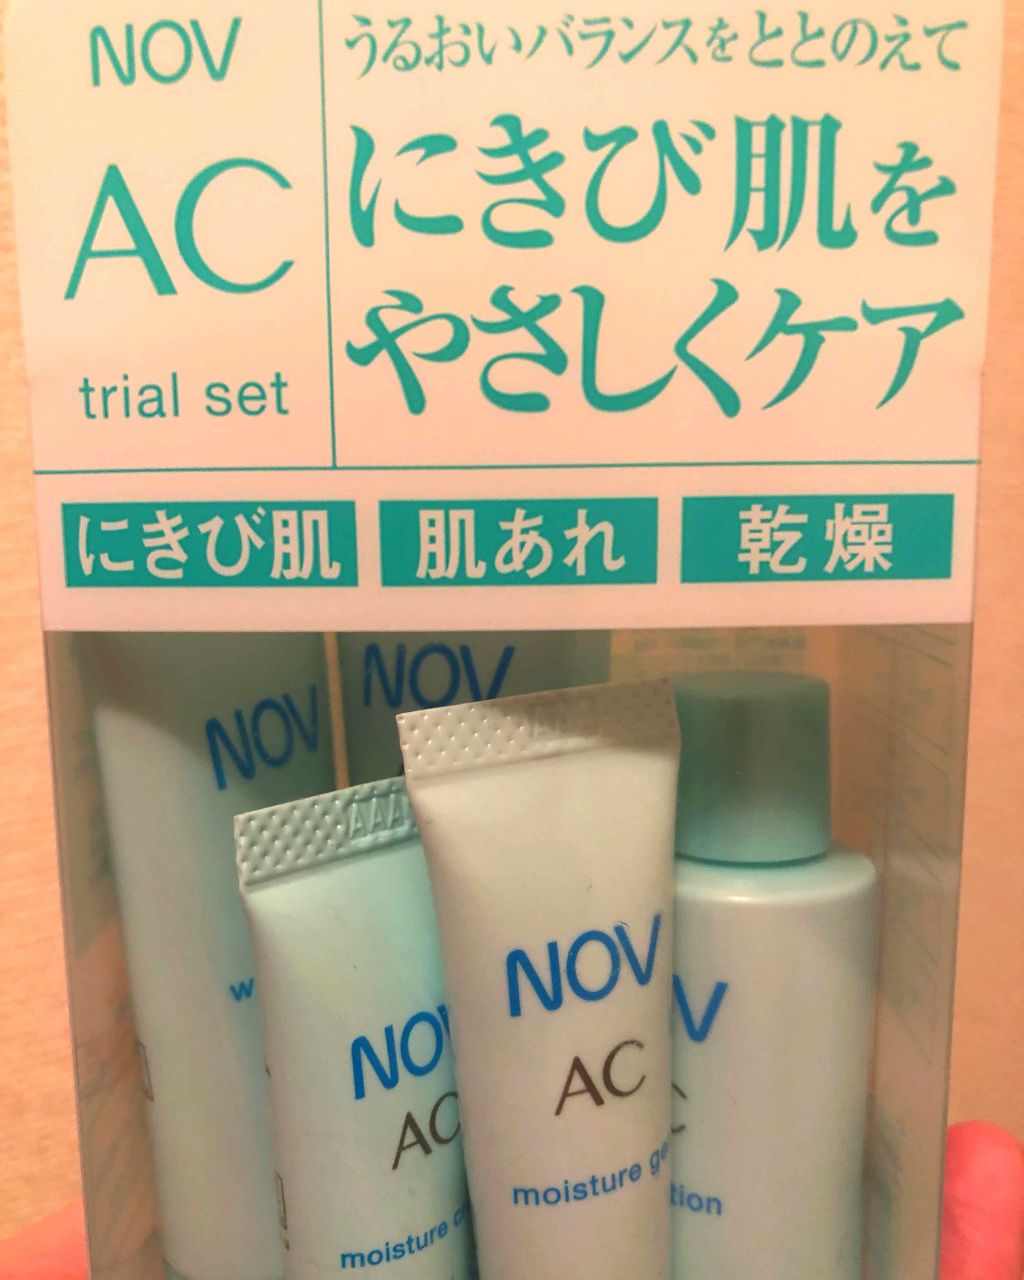 NOV
AC
trial set
うるおいバランスをととのえて
にきび肌を
やさしくケア
にきび肌
肌あれ
乾燥
NOV
NOV
w
NOV
AC
moisture
NOV
AC
moisture ge
V
C
tion